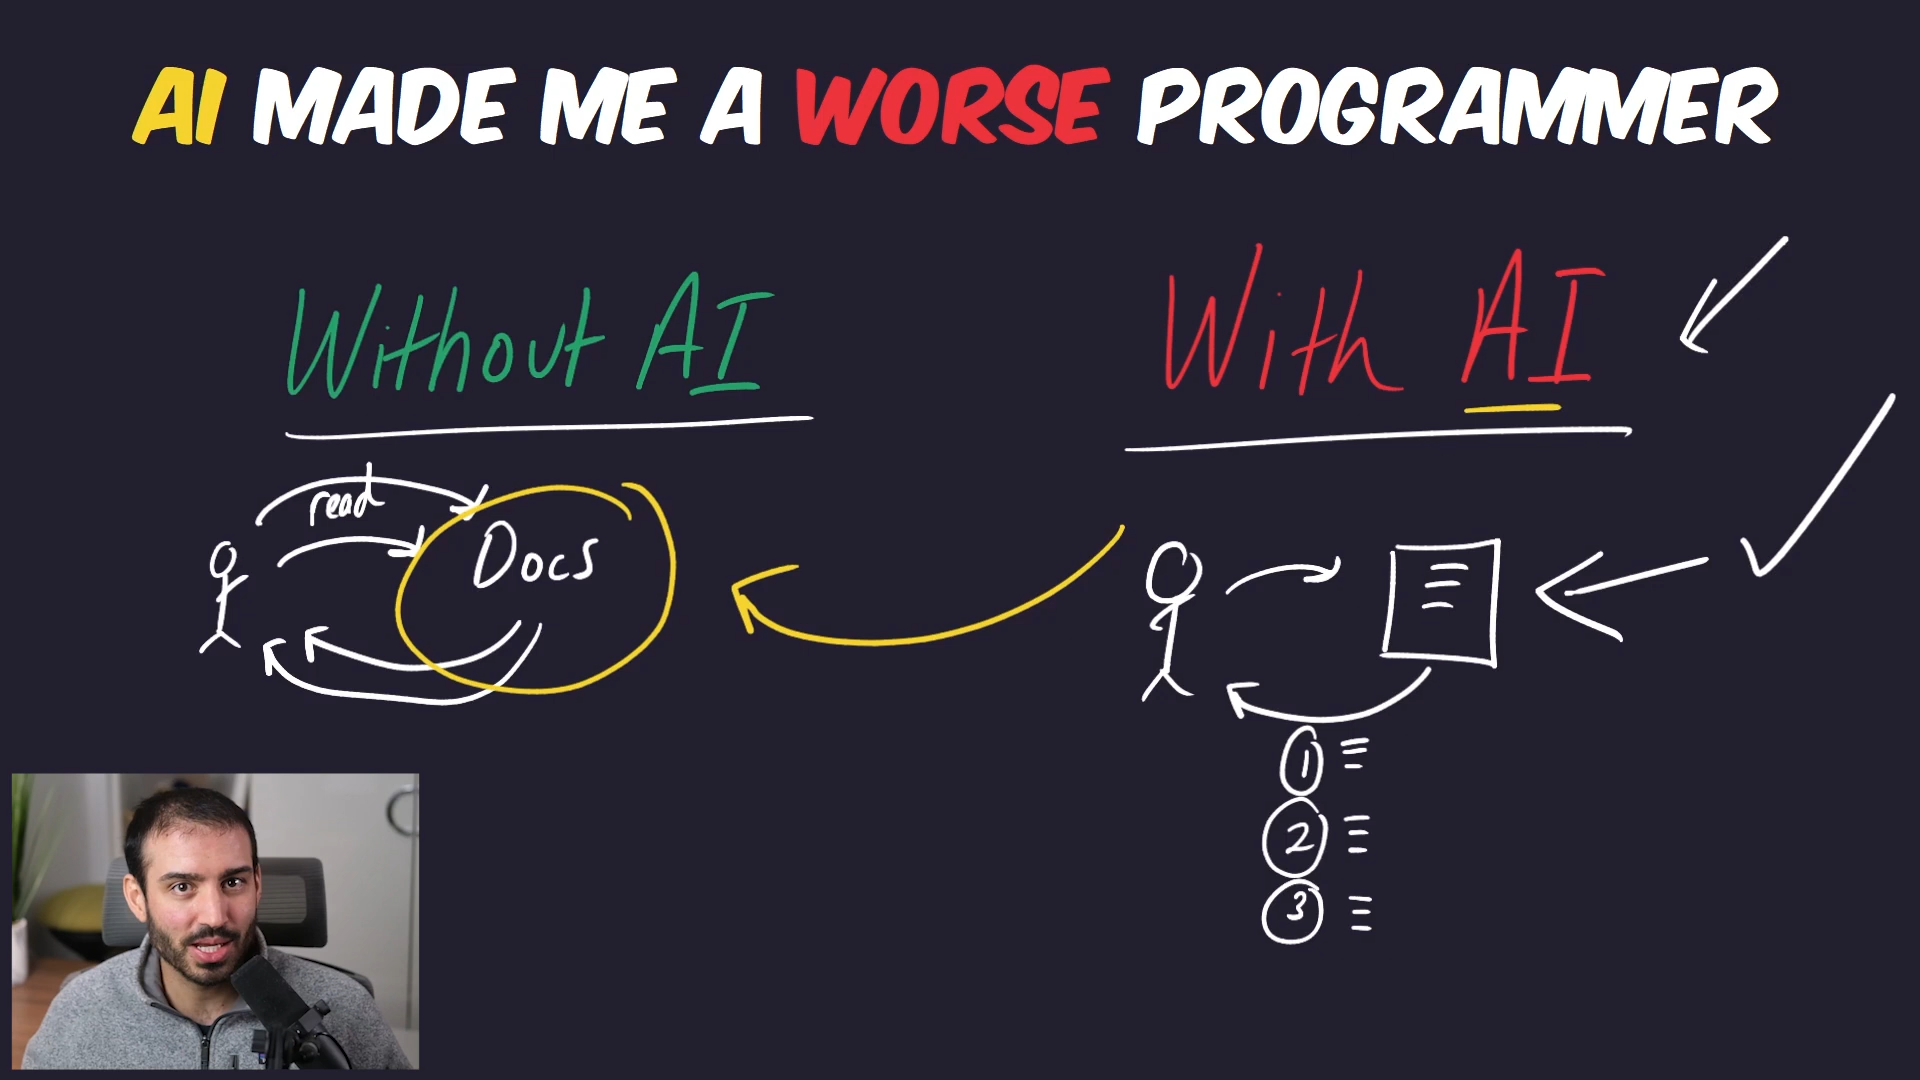 AI MADE ME A WORSE PROGRAMMER
Without AI
With AI
read
Docs
1
2
3